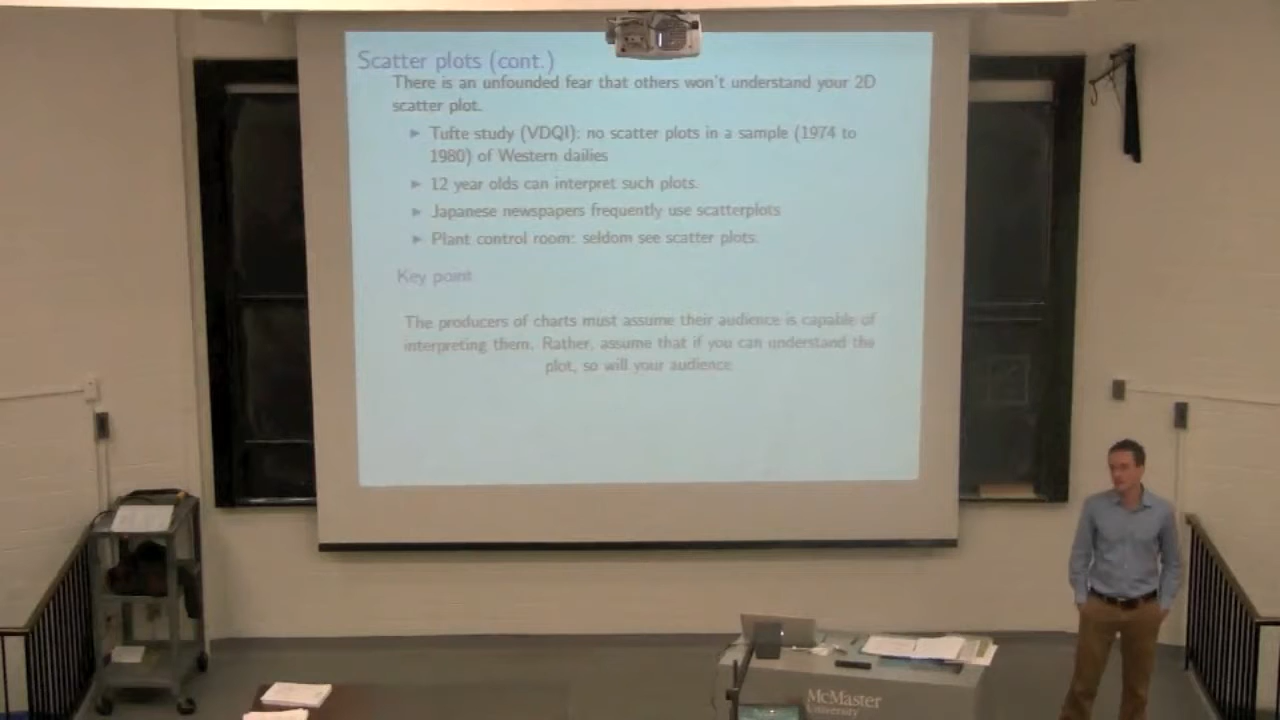 Scatter plots (cont.)
There is an unfounded fear that others won't understand your 2D
scatter plot.
► Tufte study (VDQI): no scatter plots in a sample (1974 to
1980) of Western dailies
► 12 year olds can interpret such plots.
► Japanese newspapers frequently use scatterplots
► Plant control room: seldom see scatter plots.
Key point
The producers of charts must assume their audience is capable of
interpreting them. Rather, assume that if you can understand the
plot, so will your audience
McMaster
University